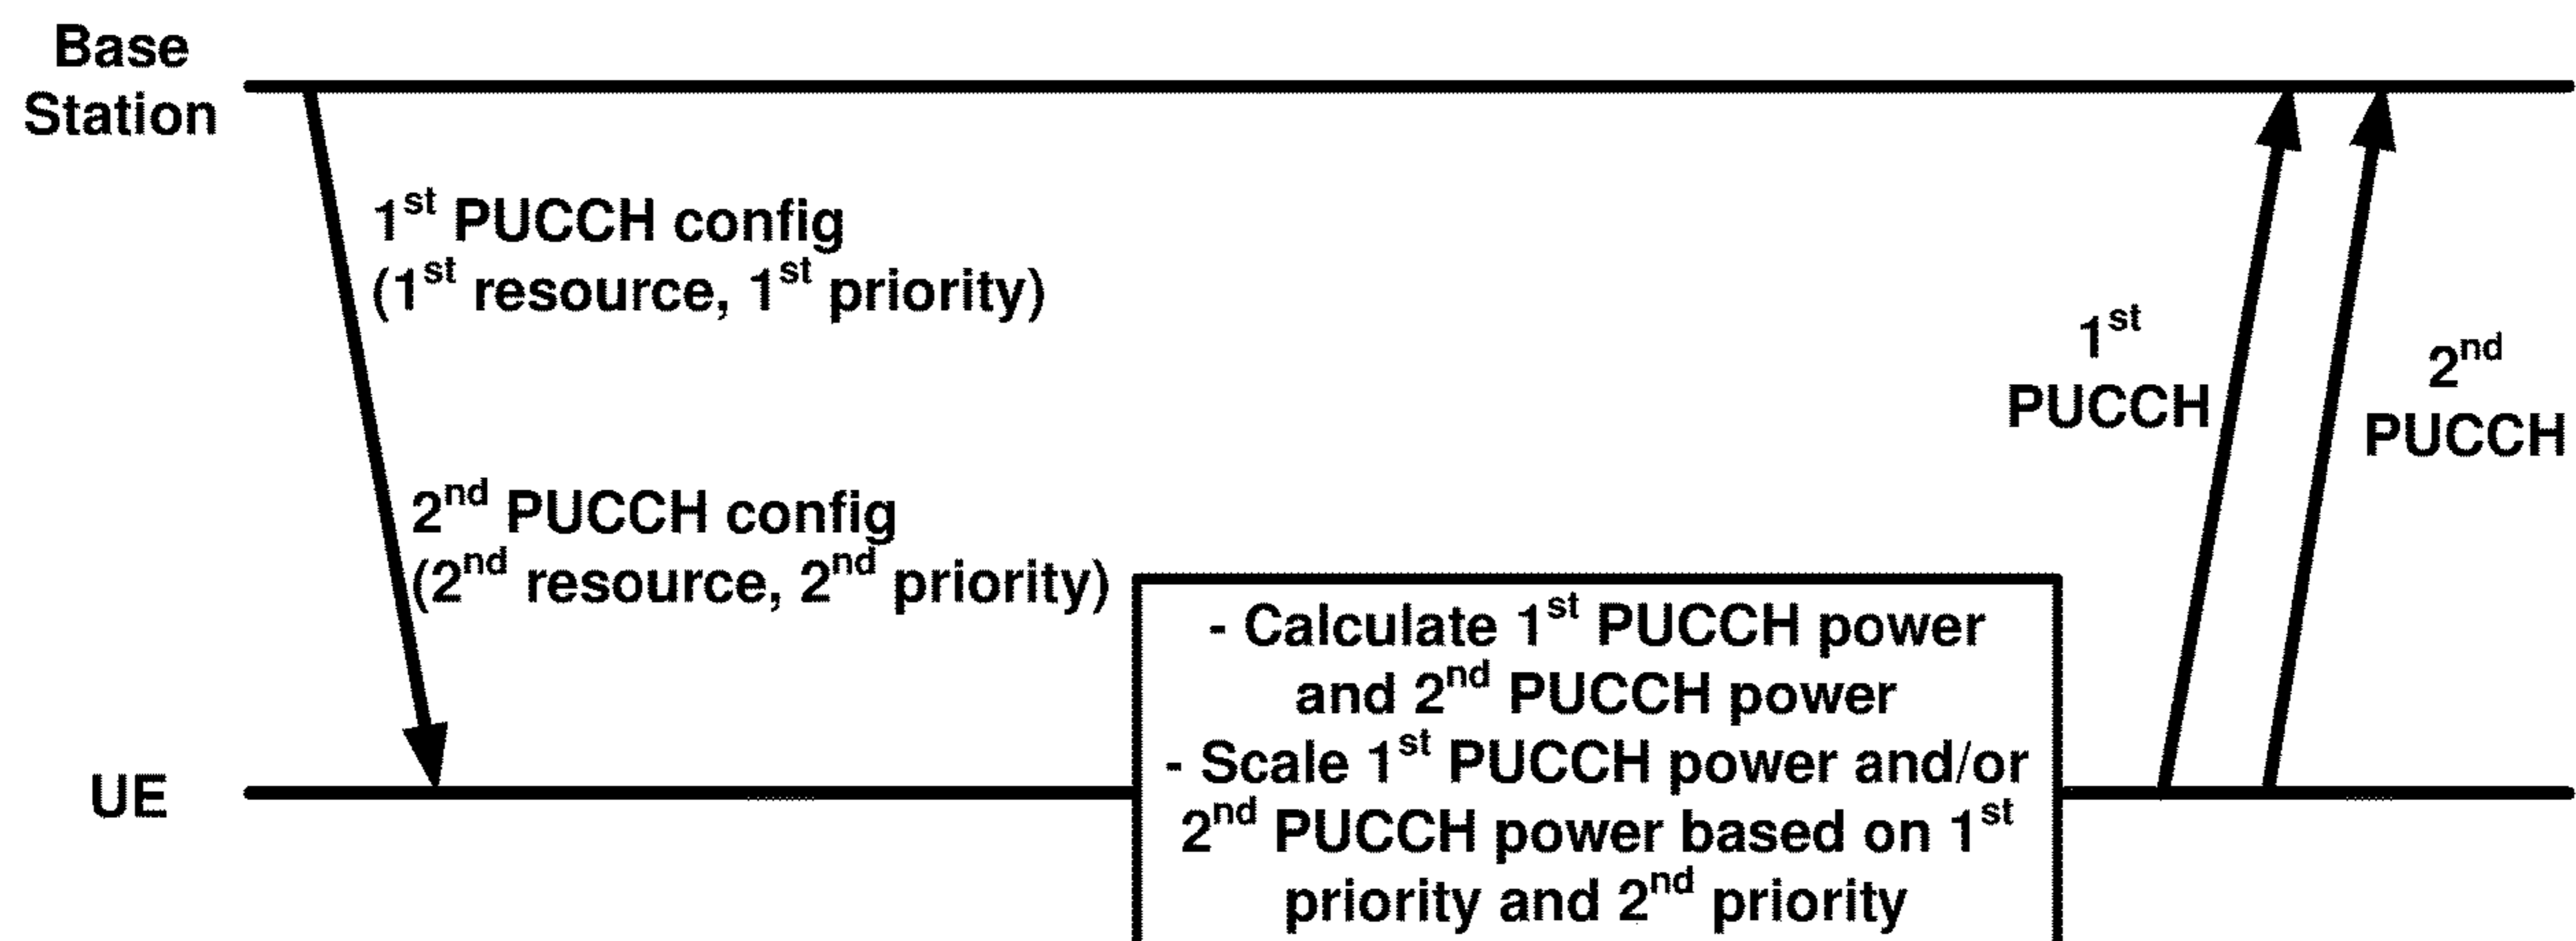 Base
Station
1st PUCCH config
(1st resource, 1st priority)
2nd PUCCH config
(2nd resource, 2nd priority)
UE
- Calculate 1st PUCCH power
and 2nd PUCCH power
- Scale 1st PUCCH power and/or
2nd PUCCH power based on 1st
priority and 2nd priority
1st
PUCCH
2nd
PUCCH